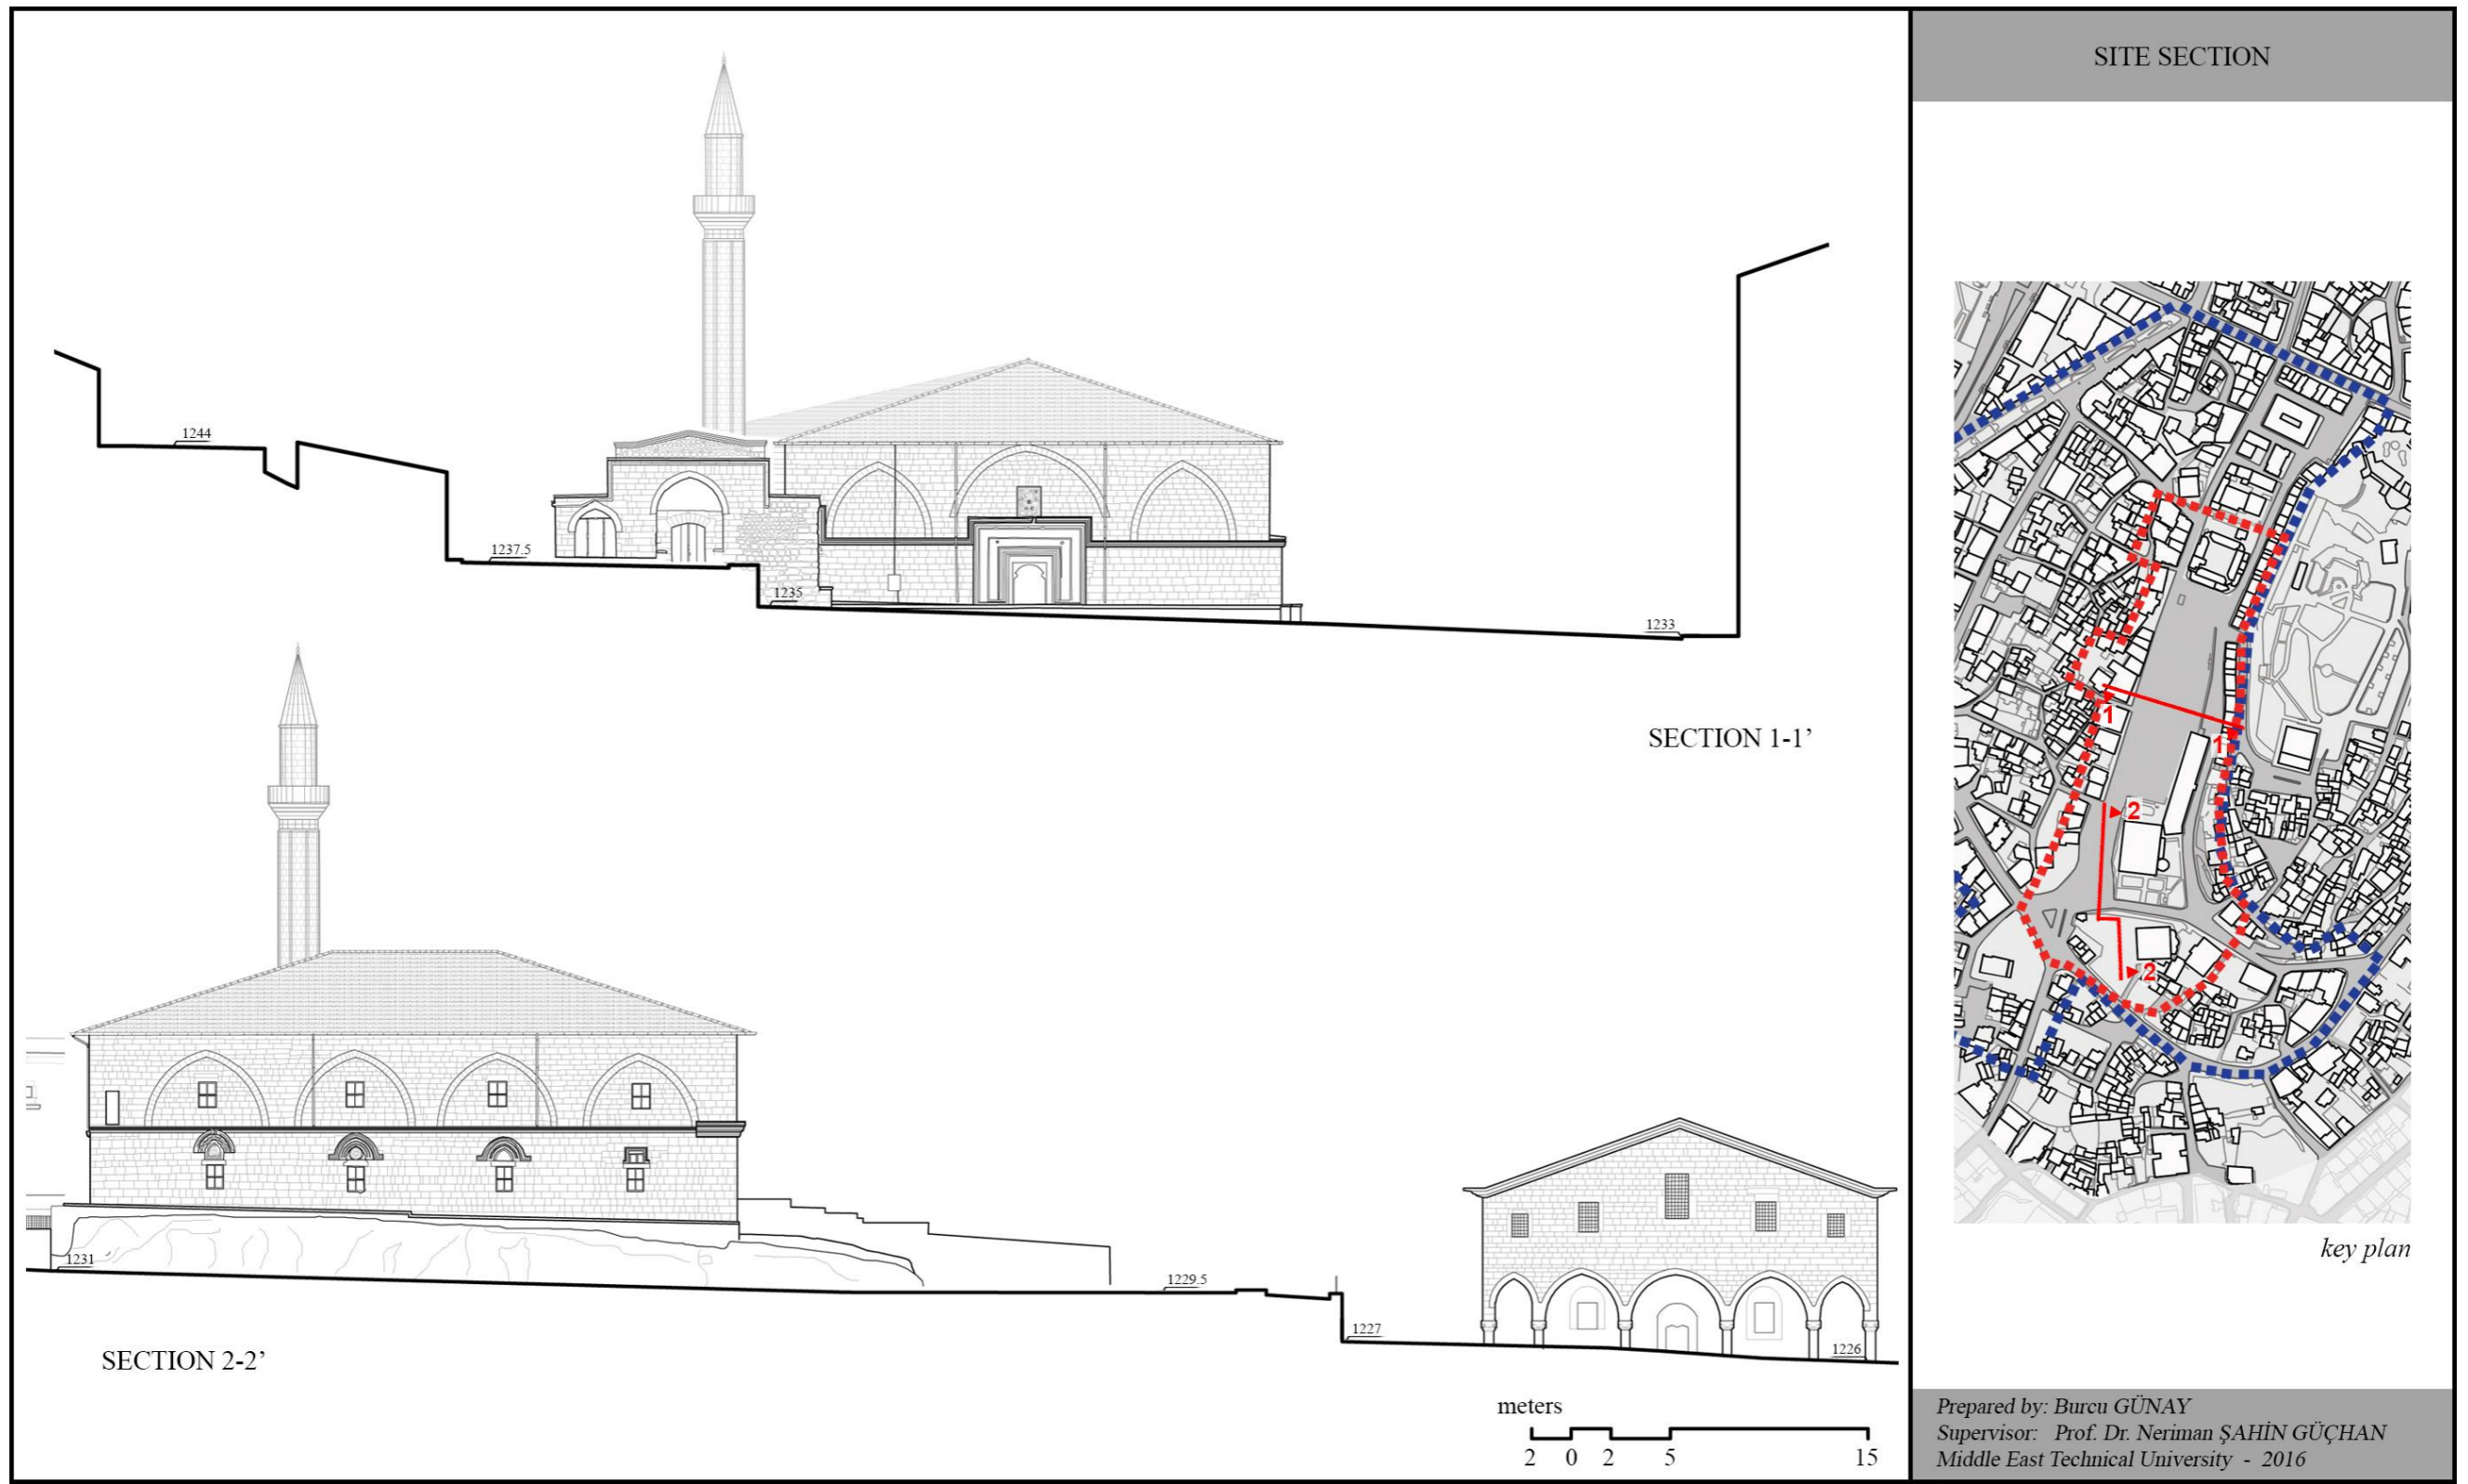 SITE SECTION
1244
1237.5
1235
1233
SECTION 1-1’
1231
1229.5
1227
1226
SECTION 2-2’
meters
2 0 2 5 15
1
1
2
2
key plan
Prepared by: Burcu GÜNAY
Supervisor: Prof. Dr. Neriman ŞAHİN GÜÇHAN
Middle East Technical University - 2016